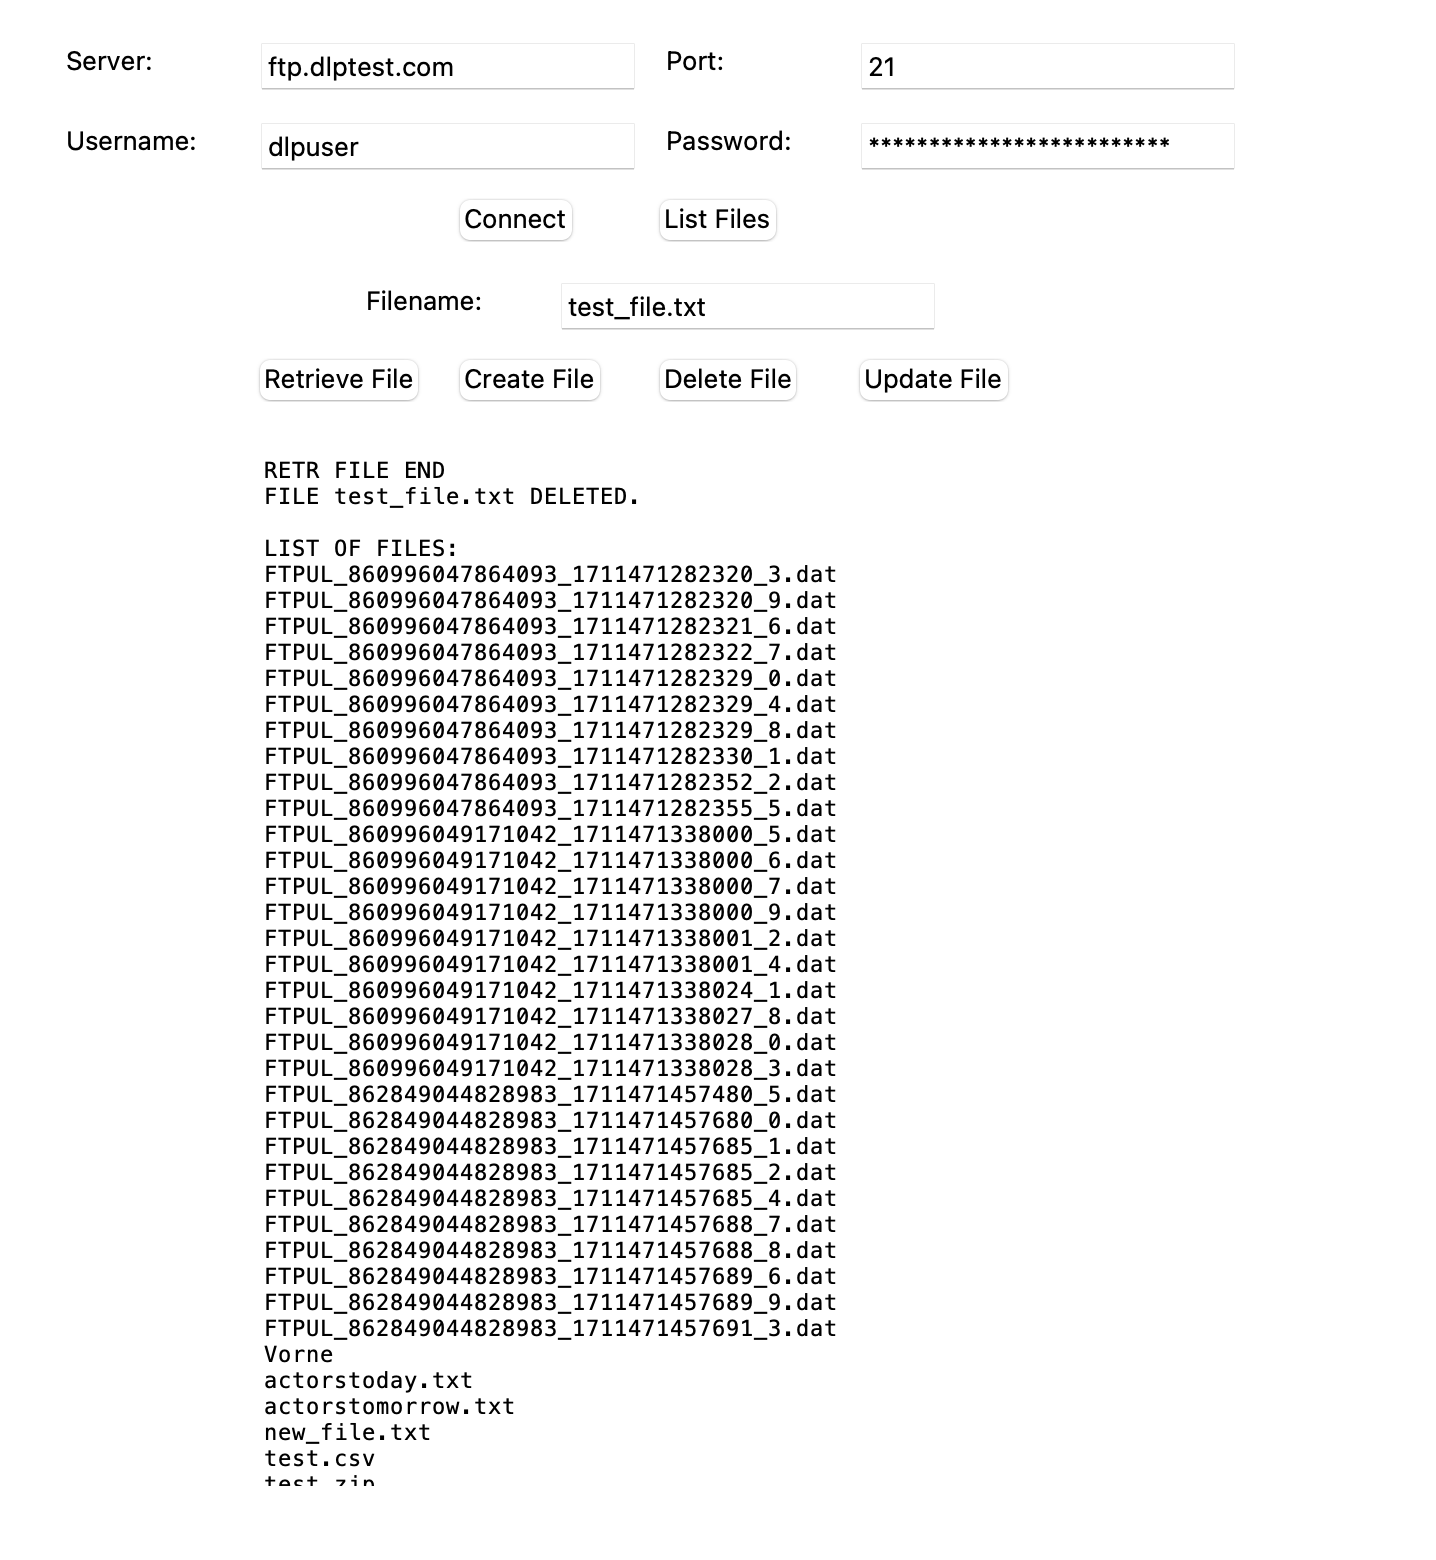 Server: ftp.dlptest.com Port: 21
Username: dlpuser Password: *************************
Connect List Files
Filename: test_file.txt
Retrieve File Create File Delete File Update File
RETR FILE END
FILE test_file.txt DELETED.
LIST OF FILES:
FTPUL_860996047864093_1711471282320_3.dat
FTPUL_860996047864093_1711471282320_9.dat
FTPUL_860996047864093_1711471282321_6.dat
FTPUL_860996047864093_1711471282322_7.dat
FTPUL_860996047864093_1711471282329_0.dat
FTPUL_860996047864093_1711471282329_4.dat
FTPUL_860996047864093_1711471282329_8.dat
FTPUL_860996047864093_1711471282330_1.dat
FTPUL_860996047864093_1711471282352_2.dat
FTPUL_860996047864093_1711471282355_5.dat
FTPUL_860996049171042_1711471338000_5.dat
FTPUL_860996049171042_1711471338000_6.dat
FTPUL_860996049171042_1711471338000_7.dat
FTPUL_860996049171042_1711471338000_9.dat
FTPUL_860996049171042_1711471338001_2.dat
FTPUL_860996049171042_1711471338001_4.dat
FTPUL_860996049171042_1711471338024_1.dat
FTPUL_860996049171042_1711471338027_8.dat
FTPUL_860996049171042_1711471338028_0.dat
FTPUL_860996049171042_1711471338028_3.dat
FTPUL_862849044828983_1711471457480_5.dat
FTPUL_862849044828983_1711471457680_0.dat
FTPUL_862849044828983_1711471457685_1.dat
FTPUL_862849044828983_1711471457685_2.dat
FTPUL_862849044828983_1711471457685_4.dat
FTPUL_862849044828983_1711471457688_7.dat
FTPUL_862849044828983_1711471457688_8.dat
FTPUL_862849044828983_1711471457689_6.dat
FTPUL_862849044828983_1711471457689_9.dat
FTPUL_862849044828983_1711471457691_3.dat
Vorne
actorstoday.txt
actorstomorrow.txt
new_file.txt
test.csv
test.zip